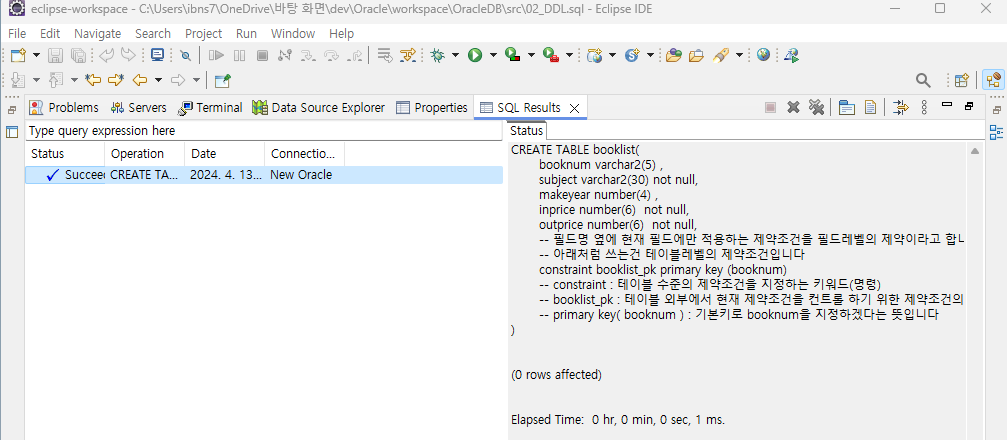 eclipse-workspace - C:\Users\ibns7\OneDrive\바탕 화면\dev\Oracle\workspace\OracleDB\src\02_DDL.sql - Eclipse IDE
File Edit Navigate Search Project Run Window Help
Problems Servers Terminal Data Source Explorer Properties SQL Results
Type query expression here
Status Operation Date Connectio...
Succeed CREATE TA... 2024. 4. 13... New Oracle
Status
CREATE TABLE booklist(
booknum varchar2(5) ,
subject varchar2(30) not null,
makeyear number(4) ,
inprice number(6)  not null,
outprice number(6)  not null,
-- 필드명 옆에 현재 필드에만 적용하는 제약조건을 필드레벨의 제약이라고 합니
-- 아래처럼 쓰는건 테이블레벨의 제약조건입니다
constraint booklist_pk primary key (booknum)
-- constraint : 테이블 수준의 제약조건을 지정하는 키워드(명령)
-- booklist_pk : 테이블 외부에서 현재 제약조건을 컨트롤 하기 위한 제약조건의
-- primary key( booknum ) : 기본키로 booknum을 지정하겠다는 뜻입니다
)
(0 rows affected)
Elapsed Time:  0 hr, 0 min, 0 sec, 1 ms.